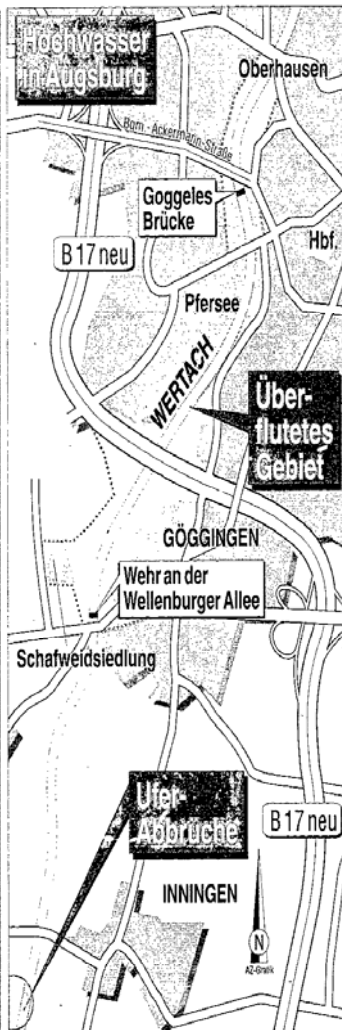 Hochwasser
in Augsburg
Oberhausen
Bgm.-Ackermann-Straße
Goggeles
Brücke
Hbf.
B 17 neu
Pfersee
WERTACH
Über-
flutetes
Gebiet
GÖGGINGEN
Wehr an der
Wellenburger Allee
Schafweidsiedlung
Ufer-
Abbrüche
B 17 neu
INNINGEN
N
AZ-Grafik